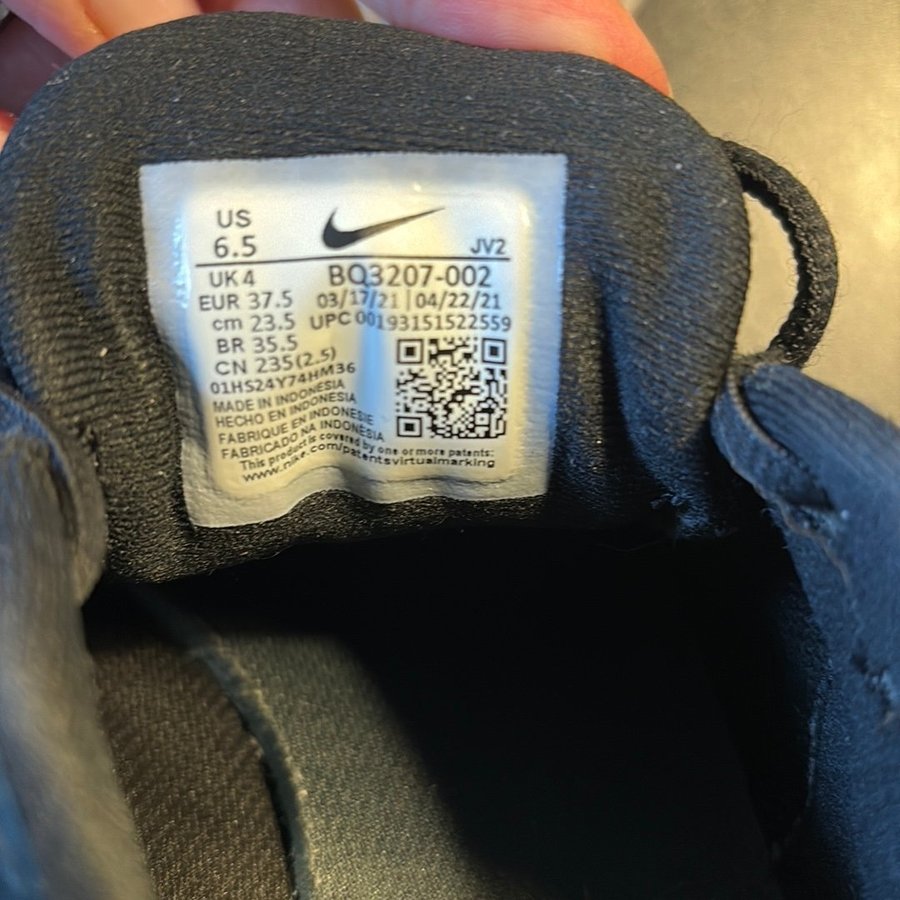 US
6.5
JV2
UK 4 BQ3207-002
EUR 37.5 03/17/21 | 04/22/21
cm 23.5 UPC 00193151522559
BR 35.5
CN 235(2.5)
01HS24Y74HM36
MADE IN INDONESIA
HECHO EN INDONESIA
FABRIQUE EN INDONESIE
FABRICADO NA INDONÉSIA
This product is covered by one or more patents:
www.nike.com/patentsvirtualmarking